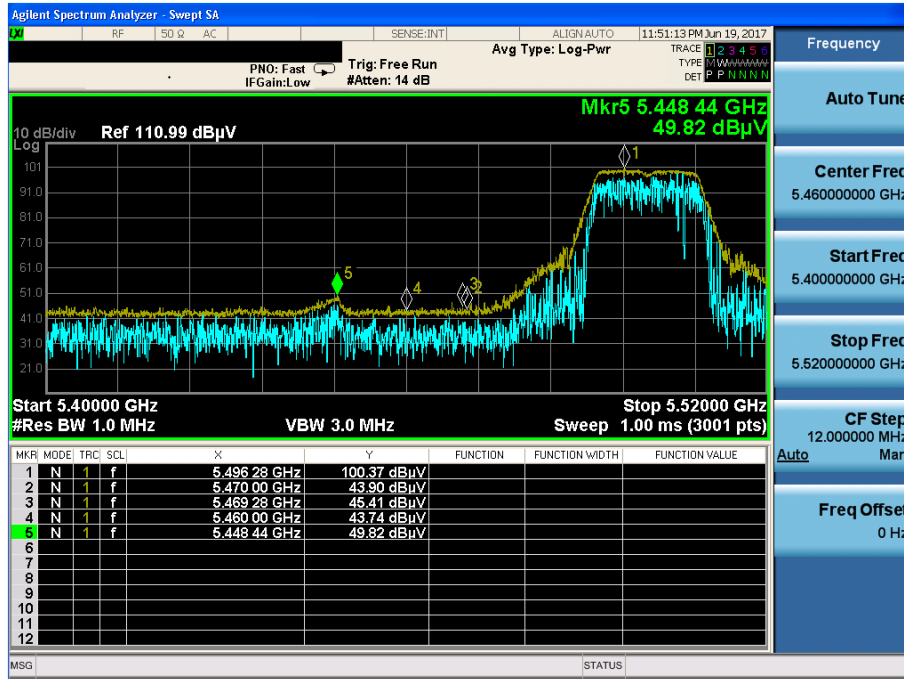 Agilent Spectrum Analyzer - Swept SA
LXI RF 50 Ω AC SENSE:INT ALIGN AUTO 11:51:13 PM Jun 19, 2017
Avg Type: Log-Pwr TRACE 1 2 3 4 5 6
PNO: Fast Trig: Free Run TYPE MWWWWW
IFGain:Low #Atten: 14 dB DET P P N N N N
Mkr5 5.448 44 GHz
49.82 dBµV
10 dB/div Ref 110.99 dBµV
Log
101
91.0
81.0
71.0
61.0
51.0
41.0
31.0
21.0
1
5
4
3
2
Start 5.40000 GHz Stop 5.52000 GHz
#Res BW 1.0 MHz VBW 3.0 MHz Sweep 1.00 ms (3001 pts)
MKR MODE TRC SCL X Y FUNCTION FUNCTION WIDTH FUNCTION VALUE
1 N 1 f 5.496 28 GHz 100.37 dBµV
2 N 1 f 5.470 00 GHz 43.90 dBµV
3 N 1 f 5.469 28 GHz 45.41 dBµV
4 N 1 f 5.460 00 GHz 43.74 dBµV
5 N 1 f 5.448 44 GHz 49.82 dBµV
6
7
8
9
10
11
12
MSG STATUS
Frequency
Auto Tune
Center Freq
5.460000000 GHz
Start Freq
5.400000000 GHz
Stop Freq
5.520000000 GHz
CF Step
12.000000 MHz
Auto Man
Freq Offset
0 Hz